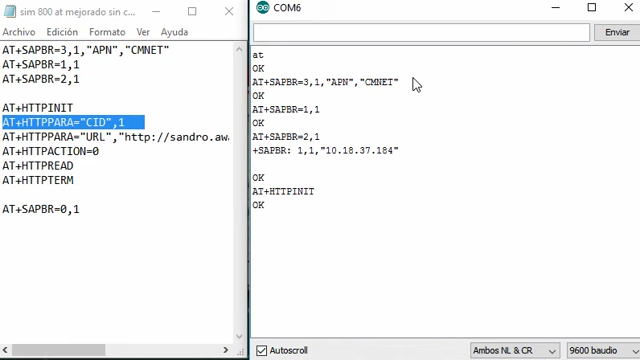 sim 800 at mejorado sin c
Archivo Edición Formato Ver Ayuda
AT+SAPBR=3,1,"APN","CMNET"
AT+SAPBR=1,1
AT+SAPBR=2,1
AT+HTTPINIT
AT+HTTPPARA="CID",1
AT+HTTPPARA="URL","http://sandro.aw
AT+HTTPACTION=0
AT+HTTPREAD
AT+HTTPTERM
AT+SAPBR=0,1
COM6
Enviar
at
OK
AT+SAPBR=3,1,"APN","CMNET"
OK
AT+SAPBR=1,1
OK
AT+SAPBR=2,1
+SAPBR: 1,1,"10.18.37.184"
OK
AT+HTTPINIT
OK
Autoscroll
Ambos NL & CR
9600 baudio